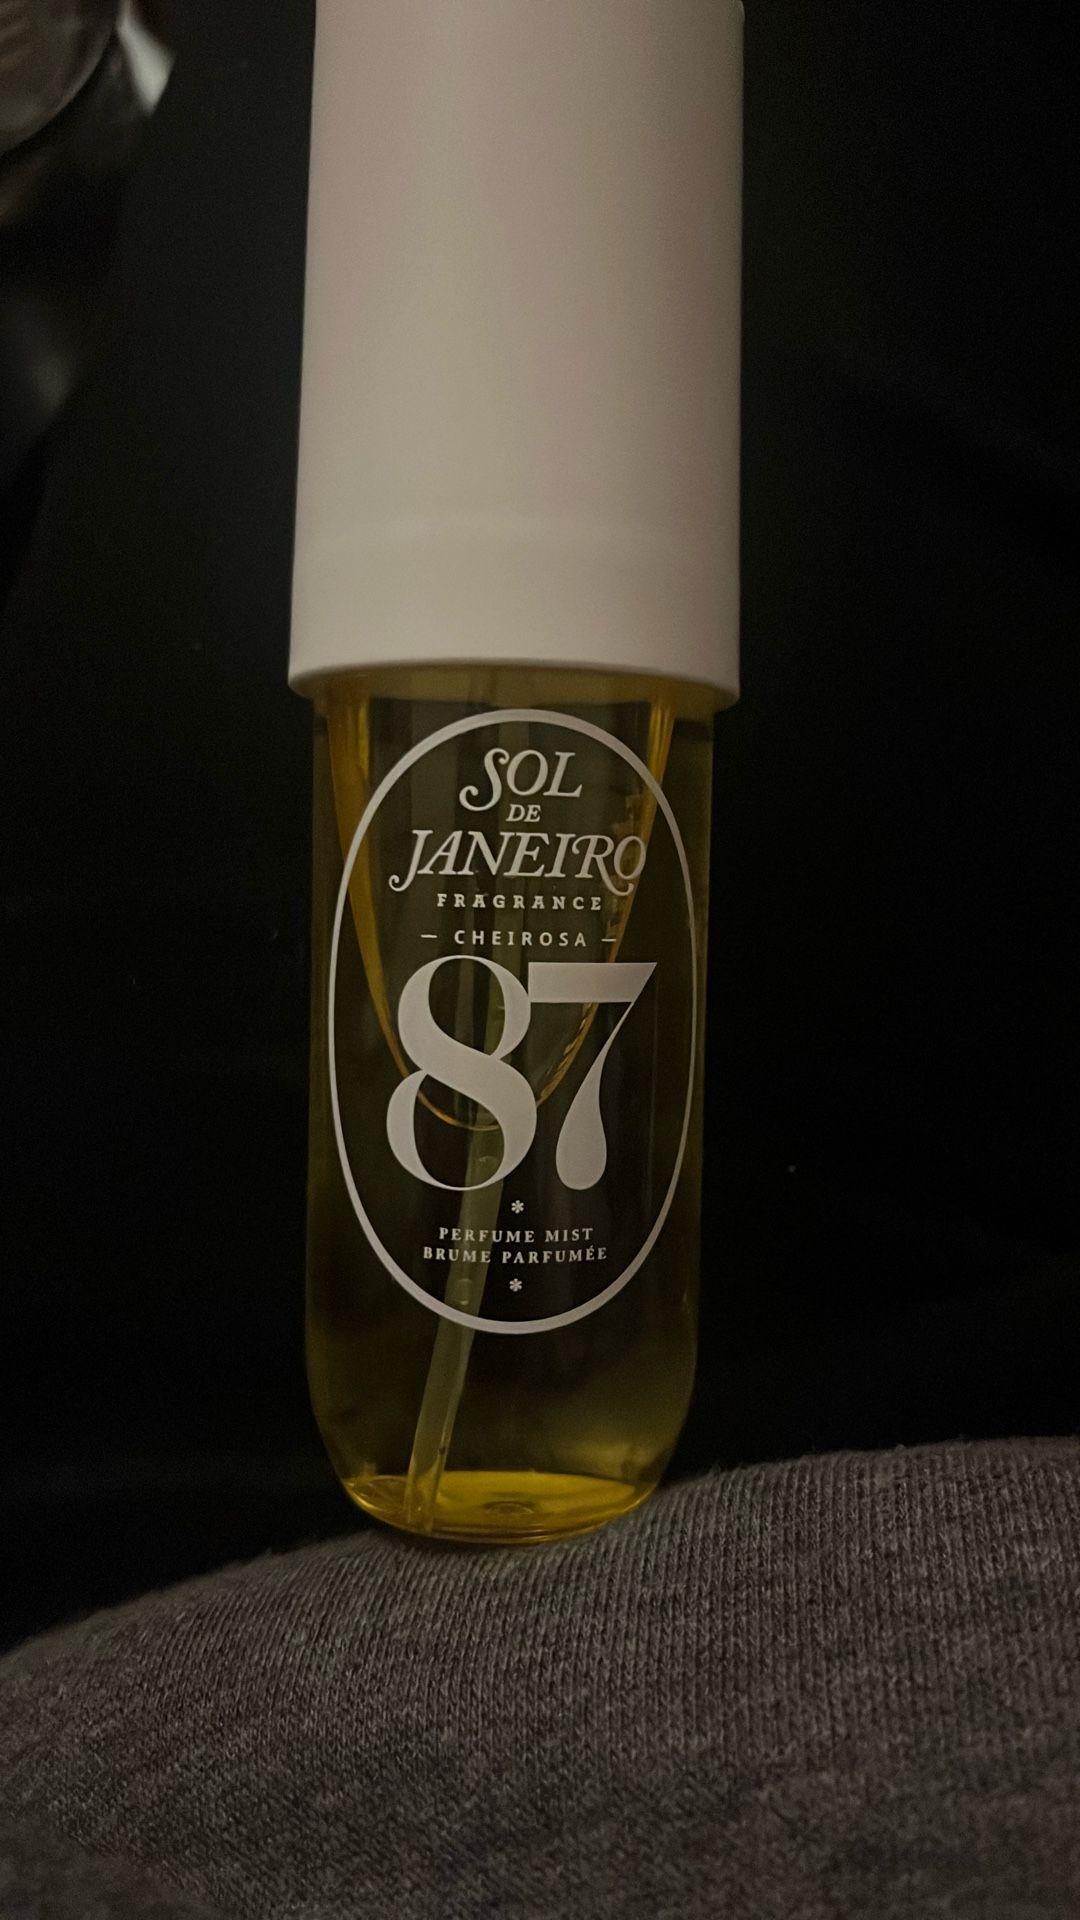 SOL
DE
JANEIRO
FRAGRANCE
— CHEIROSA —
87
*
PERFUME MIST
BRUME PARFUMÉE
*